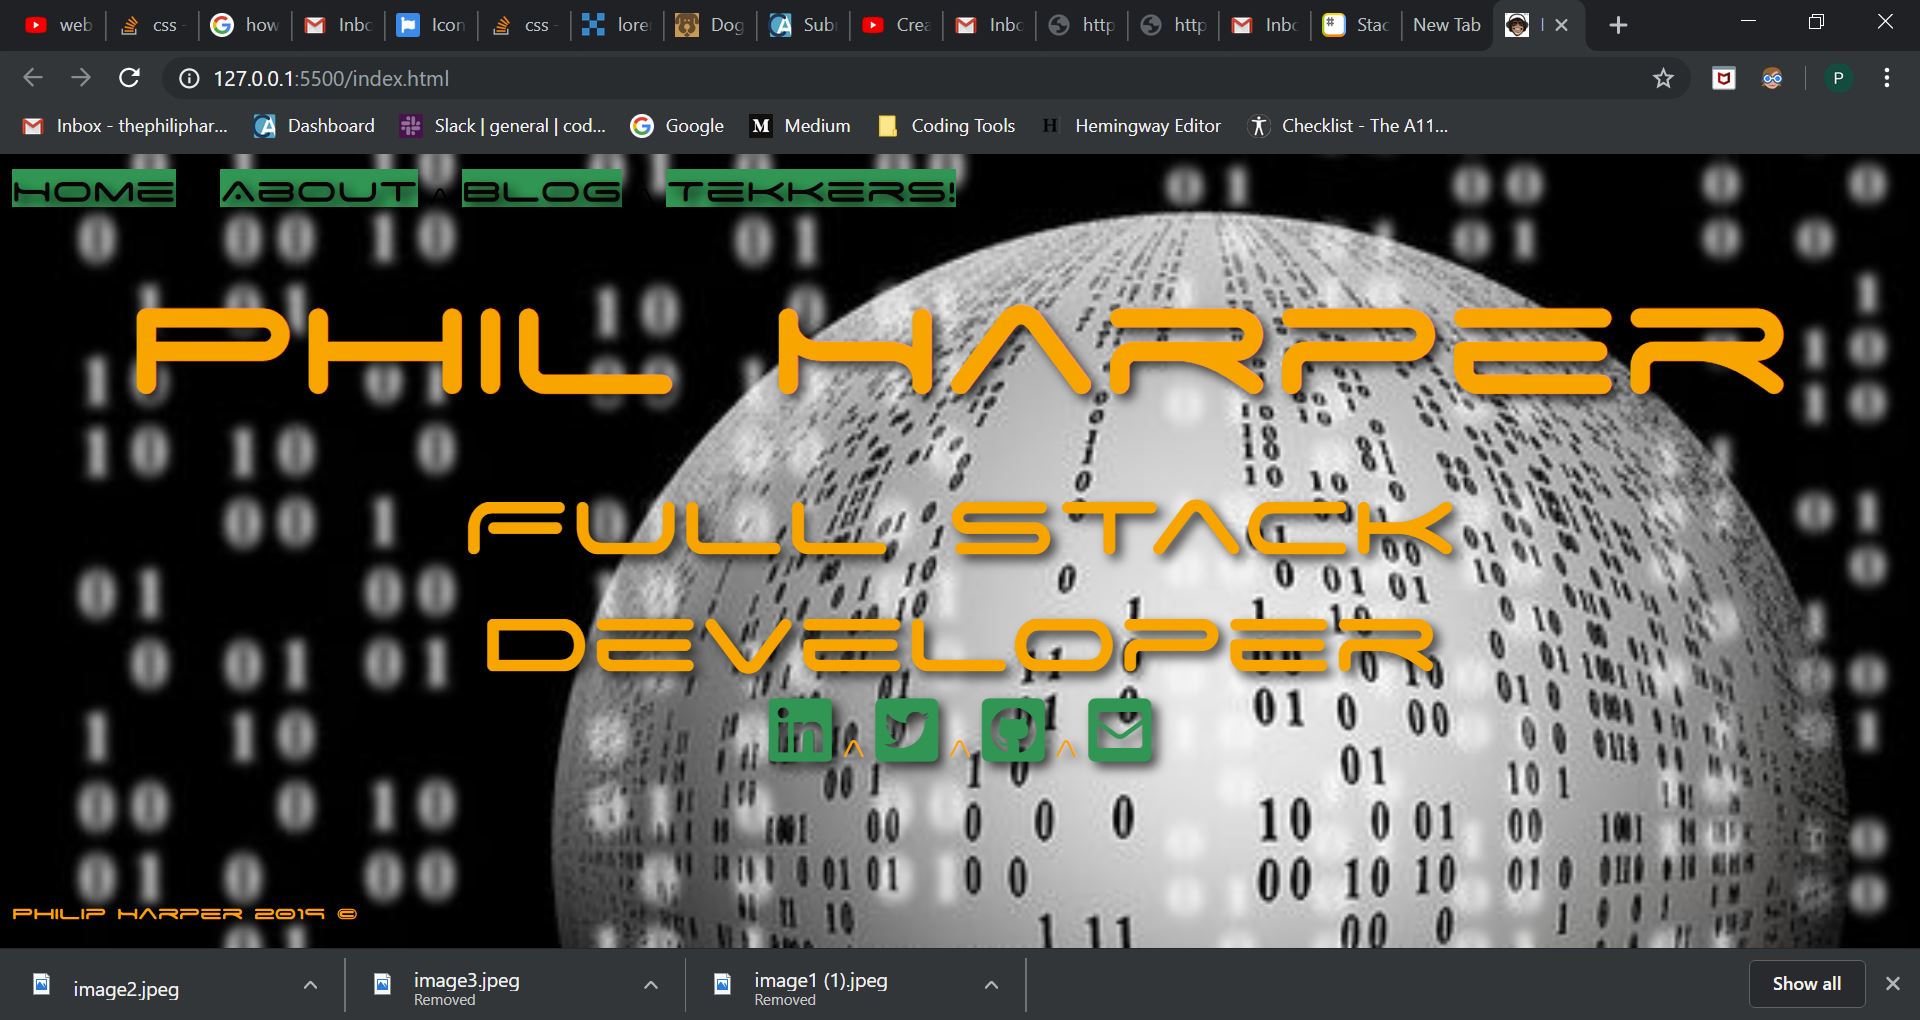 web
css
how
Inbc
Icon
css
lore
Dog
Sub
Crea
Inbc
http
http
Inbc
Stac
New Tab
127.0.0.1:5500/index.html
P
Inbox - thephiliphar...
Dashboard
Slack | general | cod...
Google
Medium
Coding Tools
Hemingway Editor
Checklist - The A11...
HOME
ABOUT
BLOG
TEKKERS!
PHIL HARPER
FULL STACK
DEVELOPER
PHILIP HARPER 2019 ©
image2.jpeg
image3.jpeg
Removed
image1 (1).jpeg
Removed
Show all